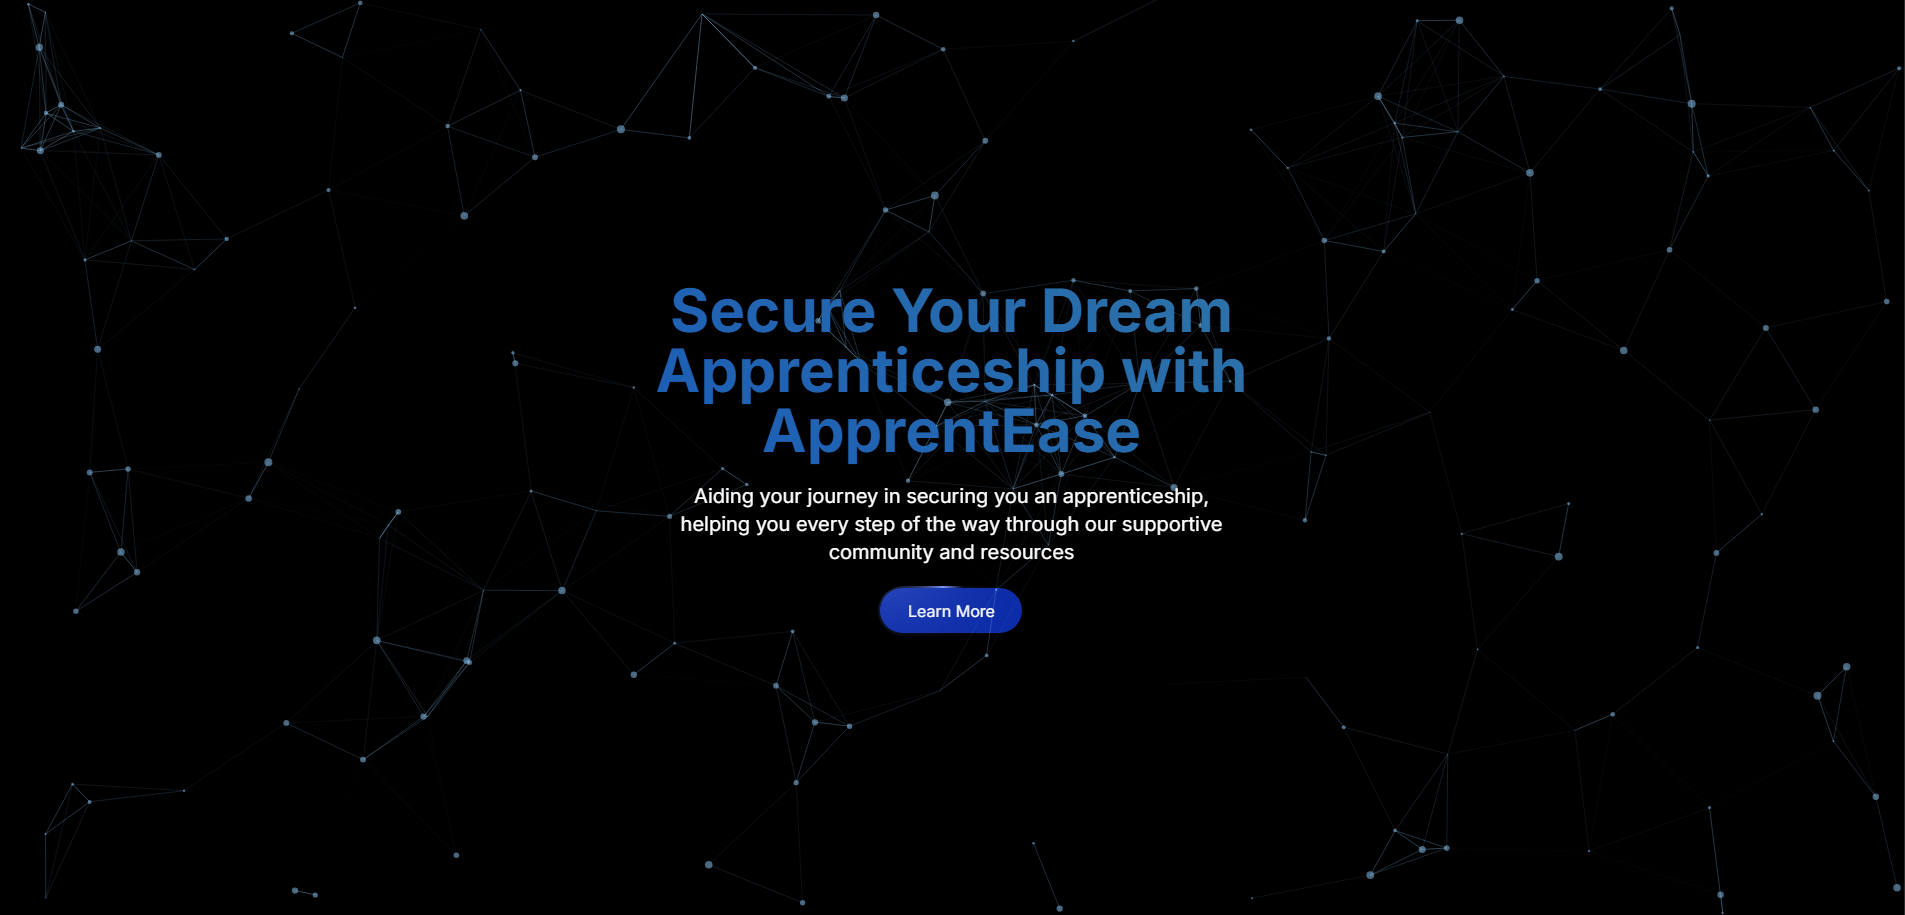 Secure Your Dream
Apprenticeship with
ApprentEase
Aiding your journey in securing you an apprenticeship,
helping you every step of the way through our supportive
community and resources
Learn More